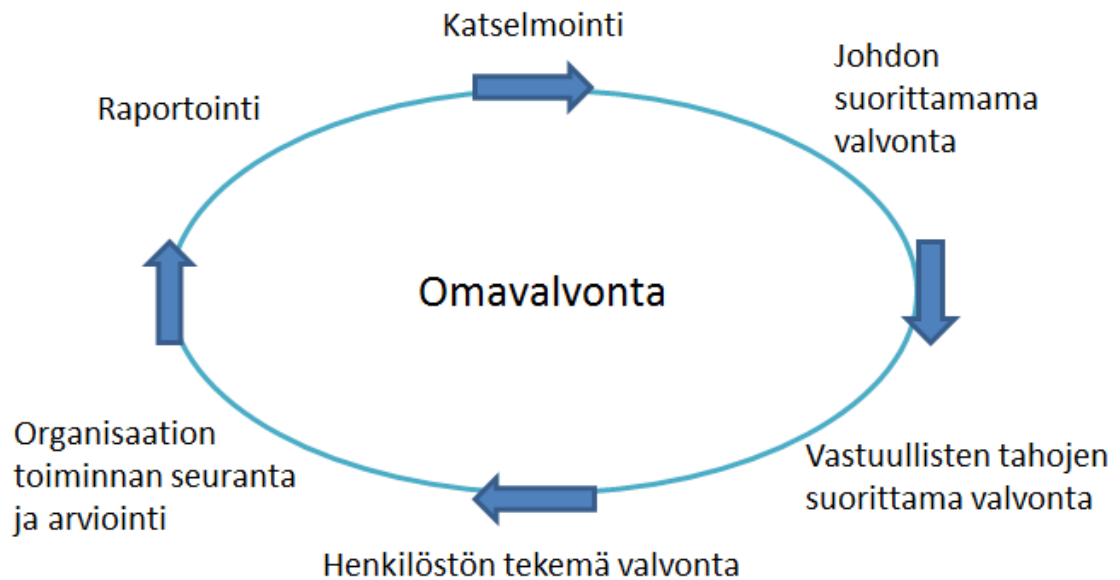 Katselmointi
Johdon
suorittamama
valvonta
Raportointi
Omavalvonta
Organisaation
toiminnan seuranta
ja arviointi
Vastuullisten tahojen
suorittama valvonta
Henkilöstön tekemä valvonta